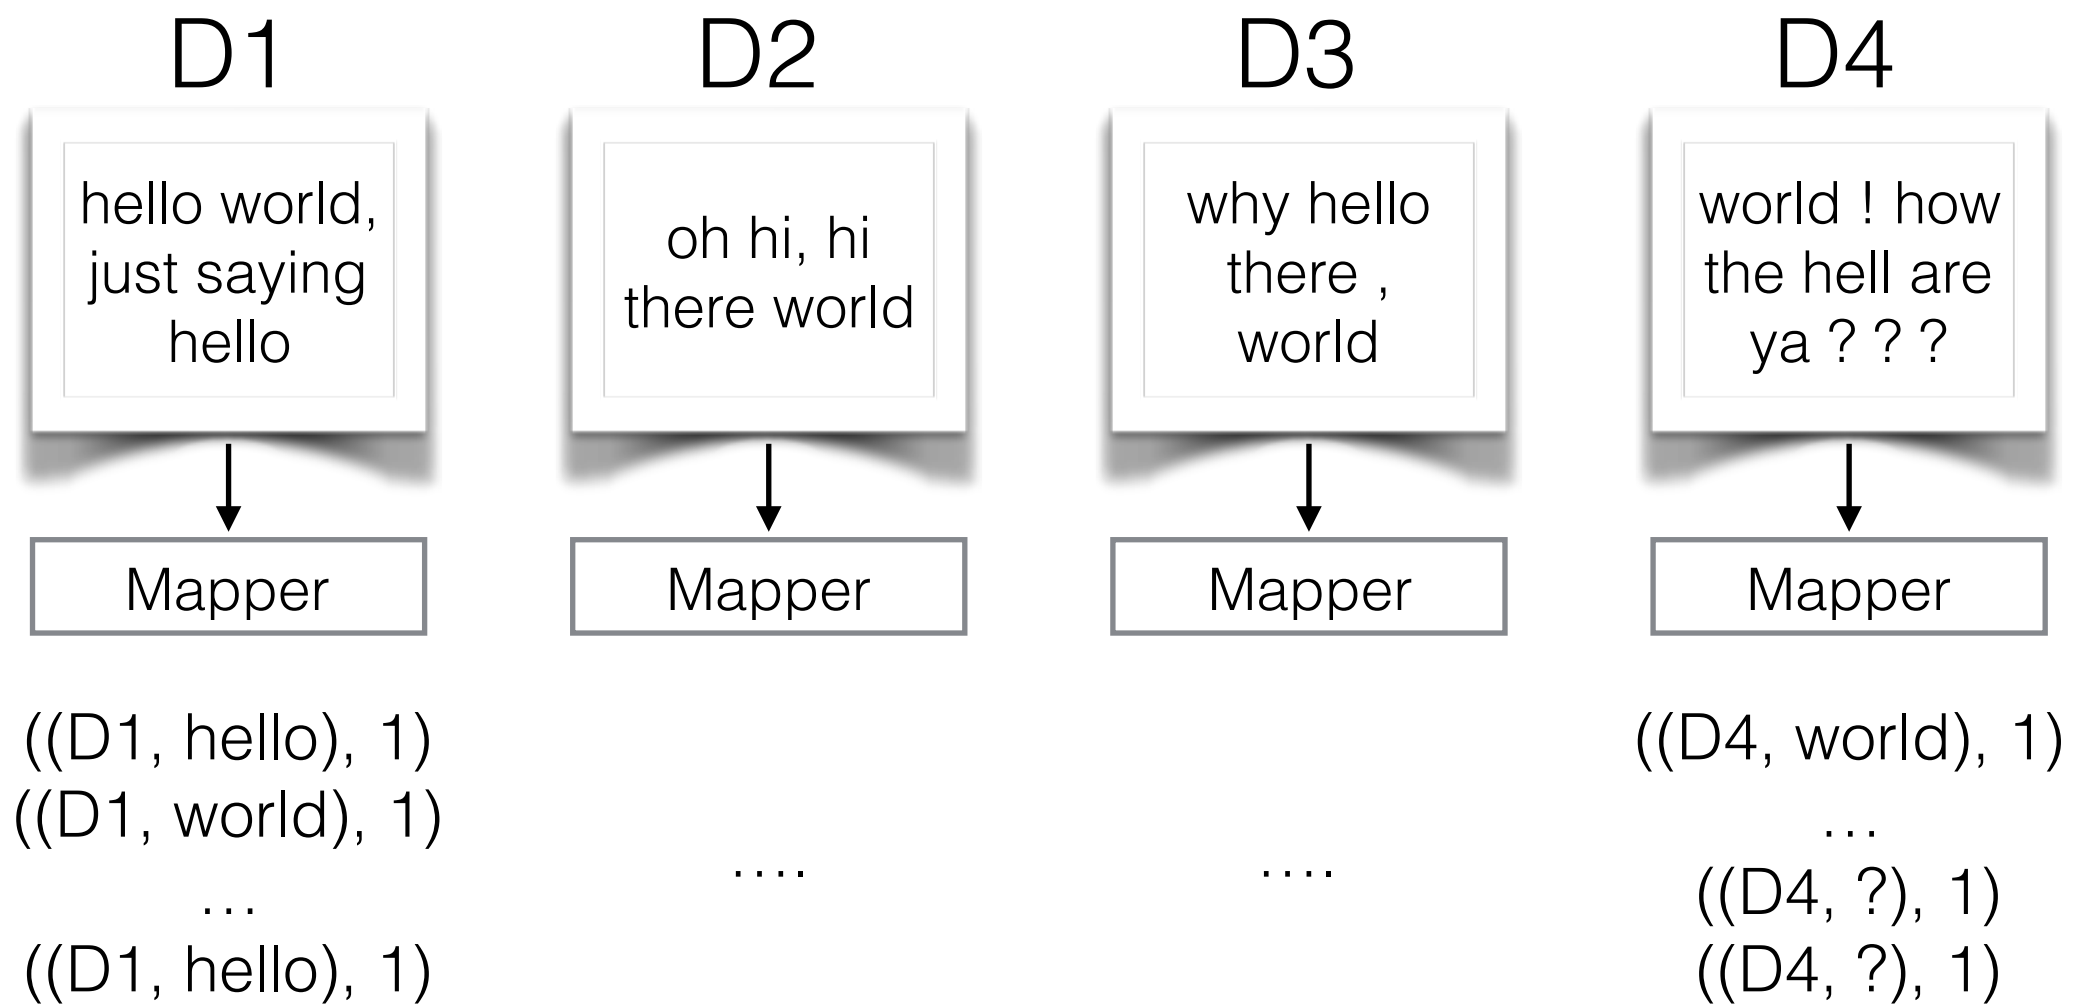 D1
hello world,
just saying
hello
Mapper
((D1, hello), 1)
((D1, world), 1)
...
((D1, hello), 1)
D2
oh hi, hi
there world
Mapper
....
D3
why hello
there ,
world
Mapper
....
D4
world ! how
the hell are
ya ? ? ?
Mapper
((D4, world), 1)
...
((D4, ?), 1)
((D4, ?), 1)